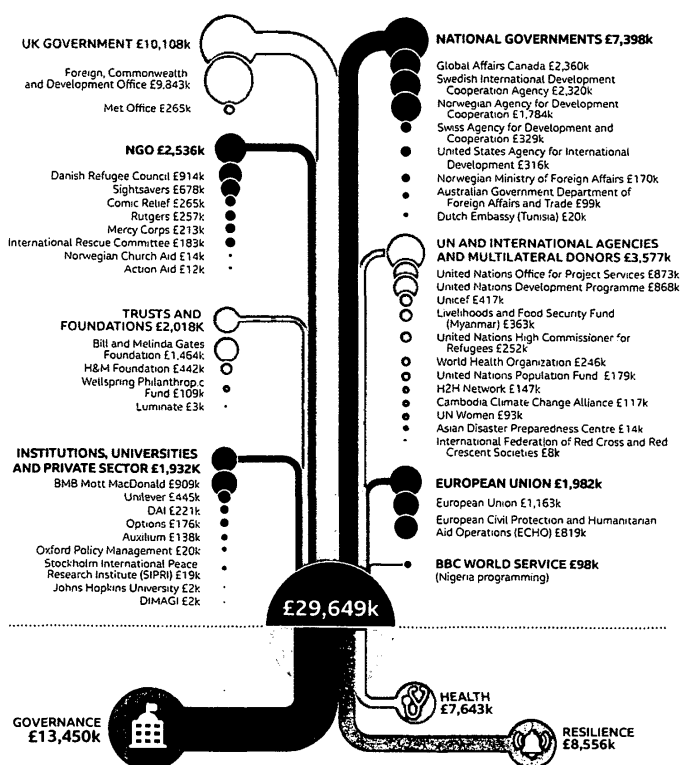 UK GOVERNMENT £10,108k
Foreign, Commonwealth
and Development Office £9,843k
Met Office £265k
NGO £2,536k
Danish Refugee Council £914k
Sightsavers £678k
Comic Relief £265k
Rutgers £257k
Mercy Corps £213k
International Rescue Committee £183k
Norwegian Church Aid £14k
Action Aid £12k
TRUSTS AND
FOUNDATIONS £2,018K
Bill and Melinda Gates
Foundation £1,464k
H&M Foundation £442k
Wellspring Philanthrop.c
Fund £109k
Luminate £3k
INSTITUTIONS, UNIVERSITIES
AND PRIVATE SECTOR £1,932K
BMB Mott MacDonald £909k
Unilever £445k
DAI £221k
Options £176k
Auxilium £138k
Oxford Policy Management £20k
Stockholm International Peace
Research Institute (SIPRI) £19k
Johns Hopkins University £2k
DIMAGI £2k
NATIONAL GOVERNMENTS £7,398k
Global Affairs Canada £2,360k
Swedish International Development
Cooperation Agency £2,320k
Norwegian Agency for Development
Cooperation £1,784k
Swiss Agency for Development and
Cooperation £329k
United States Agency for International
Development £316k
Norwegian Ministry of Foreign Affairs £170k
Australian Government Department of
Foreign Affairs and Trade £99k
Dutch Embassy (Tunisia) £20k
UN AND INTERNATIONAL AGENCIES
AND MULTILATERAL DONORS £3,577k
United Nations Office for Project Services £873k
United Nations Development Programme £868k
Unicef £417k
Livelihoods and Food Security Fund
(Myanmar) £363k
United Nations High Commissioner for
Refugees £252k
World Health Organization £246k
United Nations Population Fund £179k
H2H Network £147k
Cambodia Climate Change Alliance £117k
UN Women £93k
Asian Disaster Preparedness Centre £14k
International Federation of Red Cross and Red
Crescent Societies £8k
EUROPEAN UNION £1,982k
European Union £1,163k
European Civil Protection and Humanitarian
Aid Operations (ECHO) £819k
BBC WORLD SERVICE £98k
(Nigeria programming)
£29,649k
GOVERNANCE
£13,450k
HEALTH
£7,643k
RESILIENCE
£8,556k